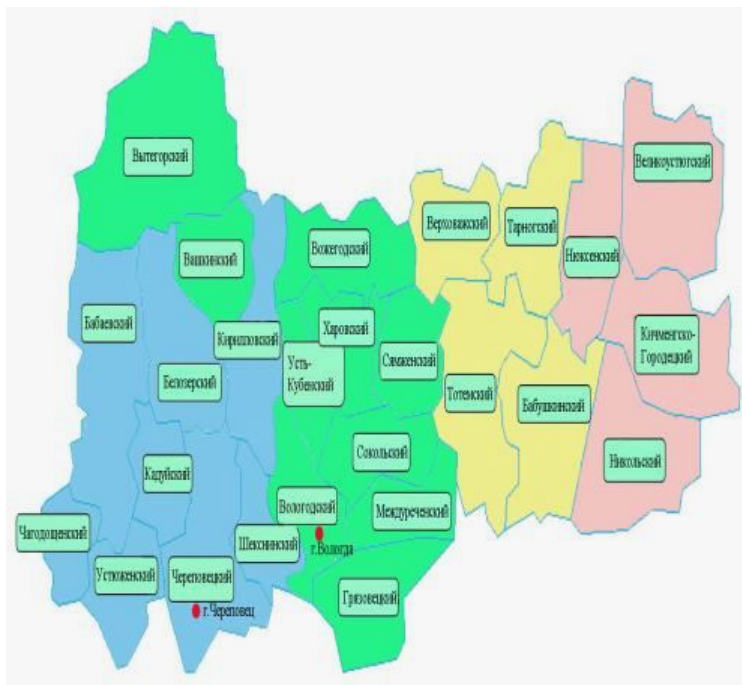 Вытегорский
Великоустюгский
Верховажский
Тарногский
Вашкинский
Вожегодский
Нюксенский
Бабаевский
Харовский
Кирилловский
Кичменгско-
Городецкий
Усть-
Кубенский
Сямженский
Белозерский
Тотемский
Бабушкинский
Сокольский
Никольский
Кадуйский
Вологодский
Междуреченский
Чагодощенский
Шекснинский
г.Вологда
Устюженский
Череповецкий
Грязовецкий
г.Череповец